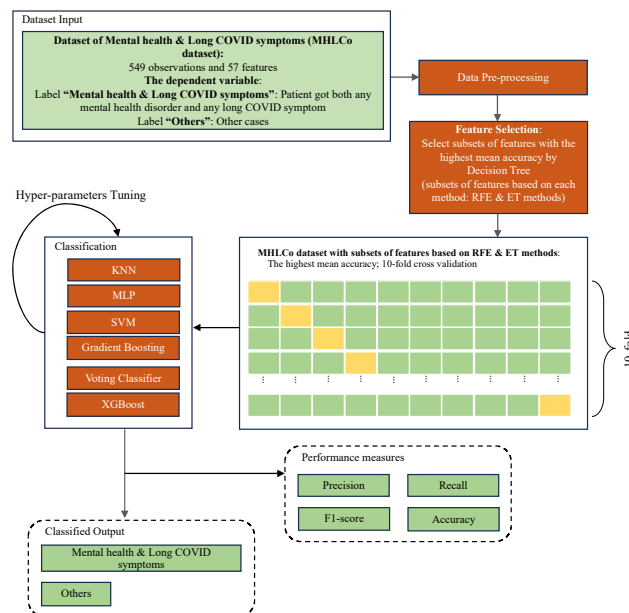 Dataset Input
Dataset of Mental health & Long COVID symptoms (MHLCo
dataset):
549 observations and 57 features
The dependent variable:
Label “Mental health & Long COVID symptoms”: Patient got both any
mental health disorder and any long COVID symptom
Label “Others”: Other cases
Data Pre-processing
Feature Selection:
Select subsets of features with the
highest mean accuracy by
Decision Tree
(subsets of features based on each
method: RFE & ET methods)
Hyper-parameters Tuning
Classification
KNN
MLP
SVM
Gradient Boosting
Voting Classifier
XGBoost
MHLCo dataset with subsets of features based on RFE & ET methods:
The highest mean accuracy; 10-fold cross validation
10-fold
Performance measures
Precision
Recall
F1-score
Accuracy
Classified Output
Mental health & Long COVID
symptoms
Others